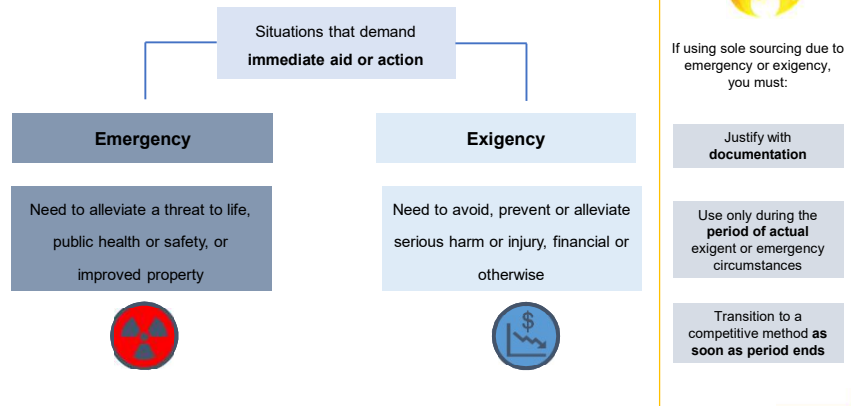 Situations that demand
immediate aid or action
Emergency
Exigency
Need to alleviate a threat to life,
public health or safety, or
improved property
Need to avoid, prevent or alleviate
serious harm or injury, financial or
otherwise
$
If using sole sourcing due to
emergency or exigency,
you must:
Justify with
documentation
Use only during the
period of actual
exigent or emergency
circumstances
Transition to a
competitive method as
soon as period ends